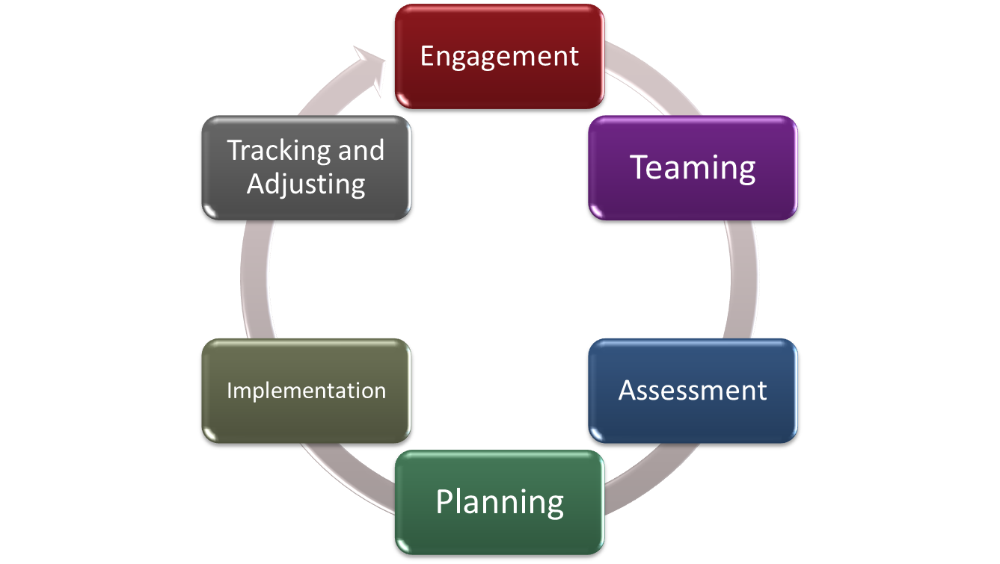 Engagement
Teaming
Assessment
Planning
Implementation
Tracking and
Adjusting